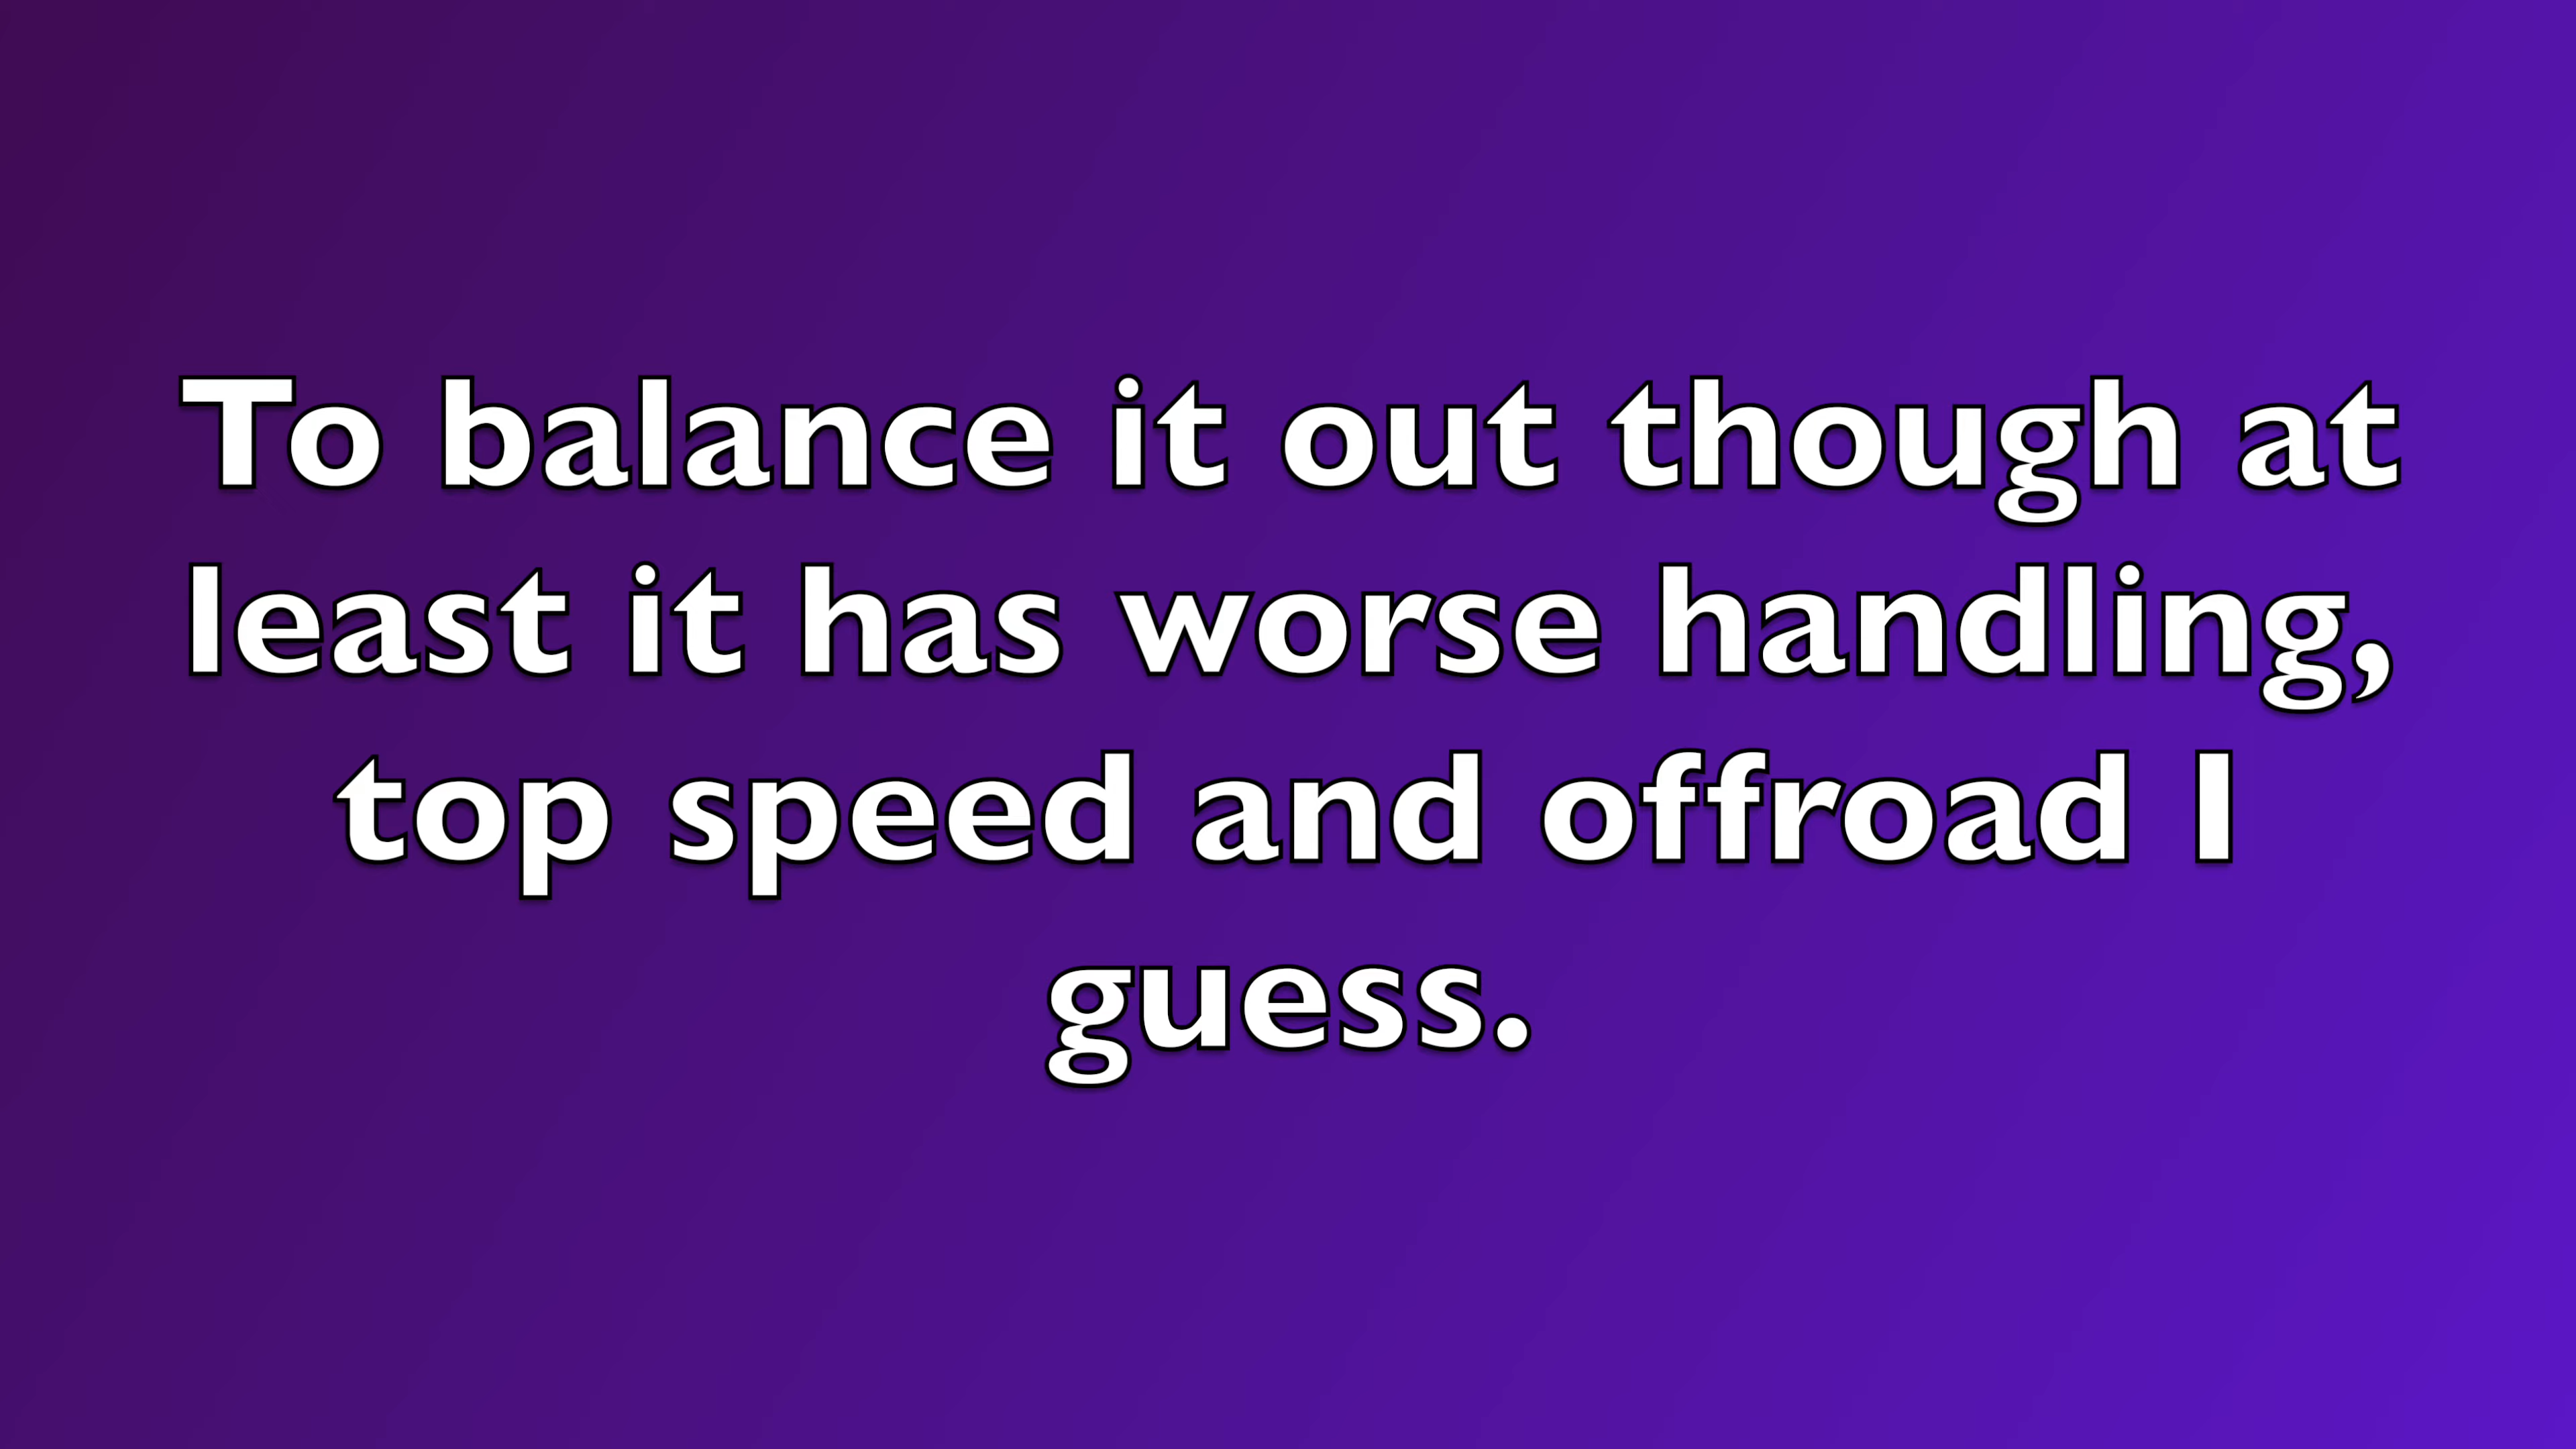 To balance it out though at
least it has worse handling,
top speed and offroad I
guess.